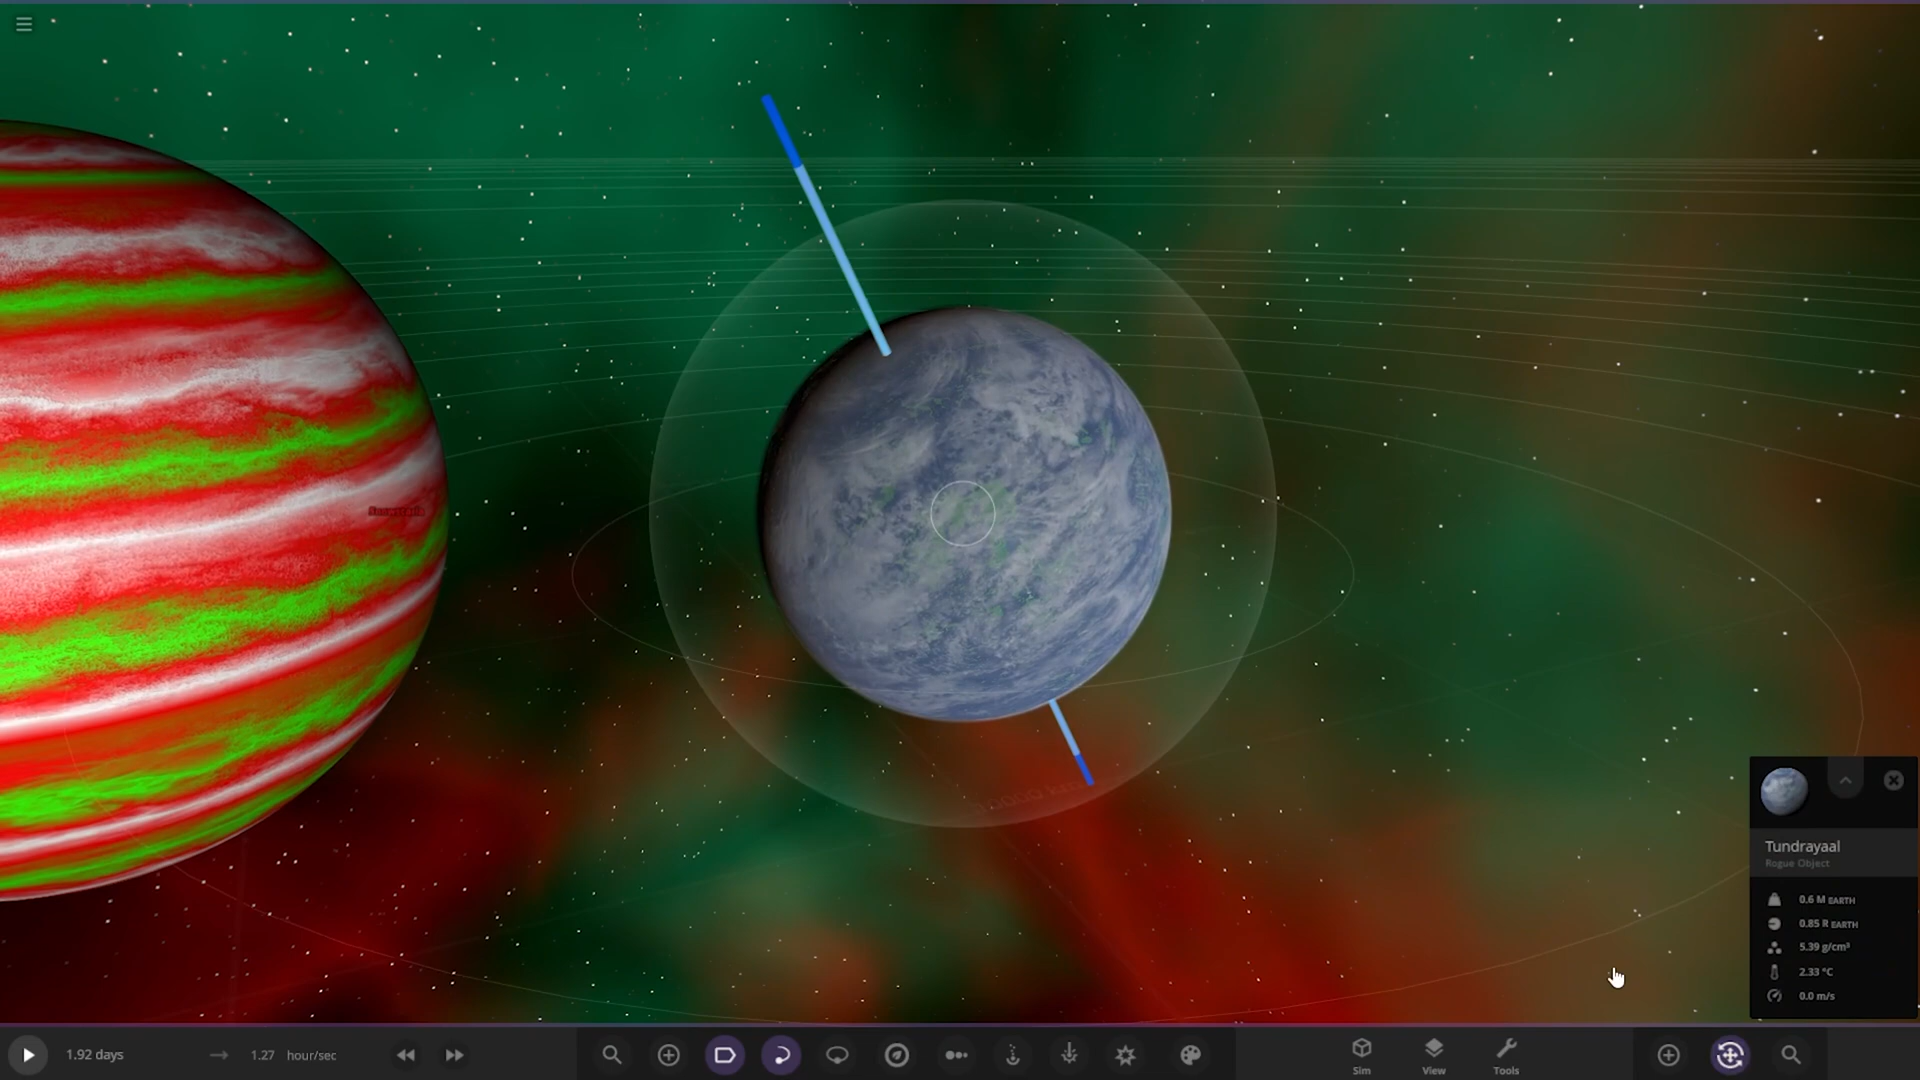 Tundrayaal
Rogue Object
0.6 M EARTH
0.85 R EARTH
5.39 g/cm³
2.33 °C
0.0 m/s
1.92 days
1.27 hour/sec
Sim
View
Tools